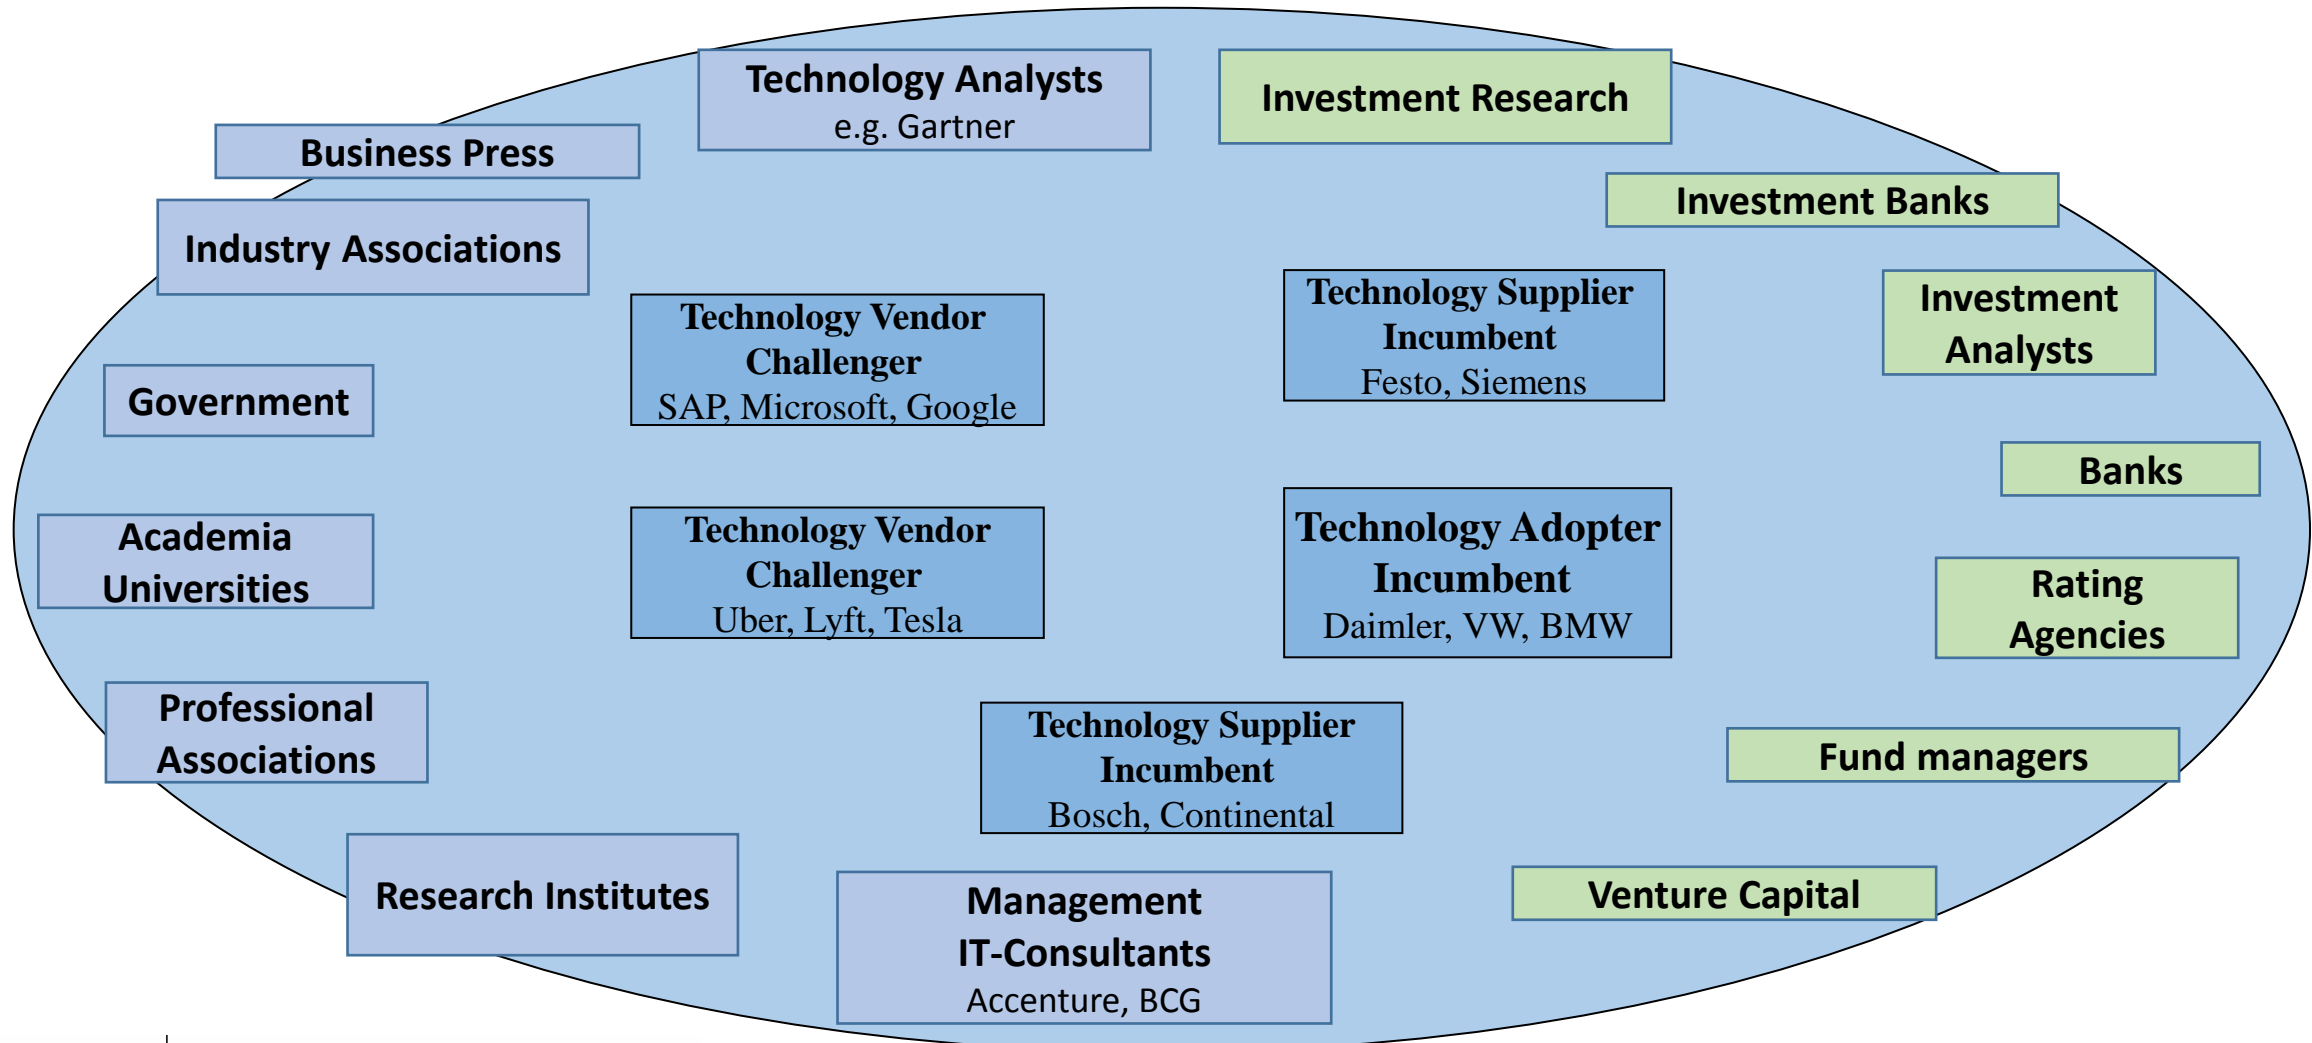 Technology Analysts
e.g. Gartner
Investment Research
Business Press
Investment Banks
Industry Associations
Technology Vendor
Challenger
SAP, Microsoft, Google
Technology Supplier
Incumbent
Festo, Siemens
Investment
Analysts
Government
Banks
Academia
Universities
Technology Vendor
Challenger
Uber, Lyft, Tesla
Technology Adopter
Incumbent
Daimler, VW, BMW
Rating
Agencies
Professional
Associations
Technology Supplier
Incumbent
Bosch, Continental
Fund managers
Research Institutes
Management
IT-Consultants
Accenture, BCG
Venture Capital